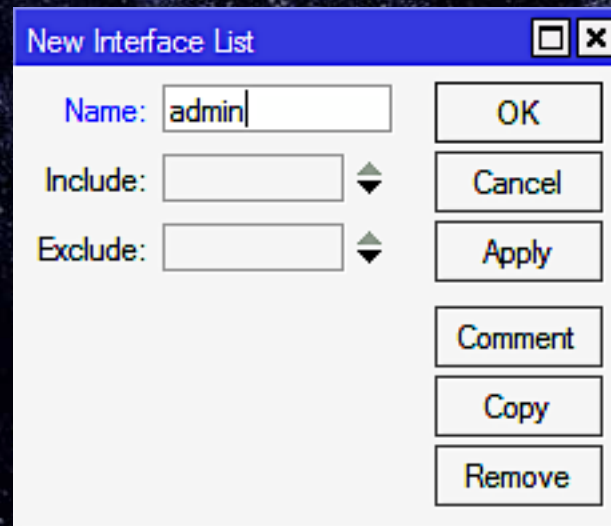 New Interface List
Name: admin
OK
Include:
Cancel
Exclude:
Apply
Comment
Copy
Remove